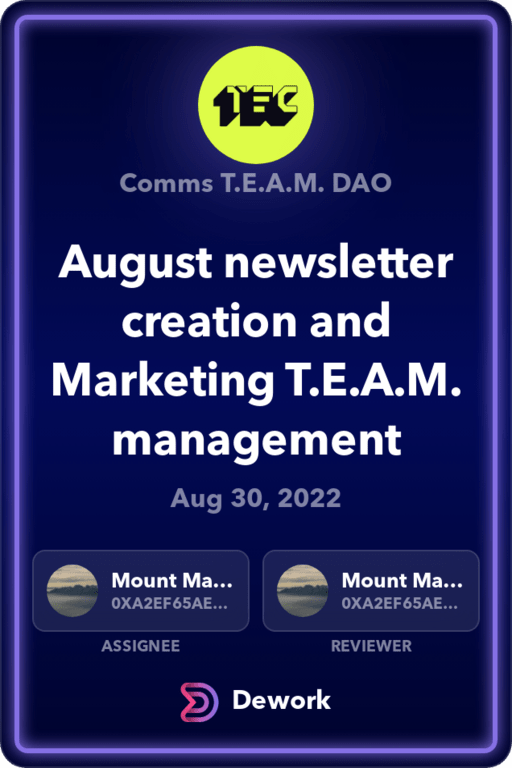 TEC
Comms T.E.A.M. DAO
August newsletter
creation and
Marketing T.E.A.M.
management
Aug 30, 2022
Mount Ma...
0XA2EF65AE...
Mount Ma...
0XA2EF65AE...
ASSIGNEE
REVIEWER
Dework